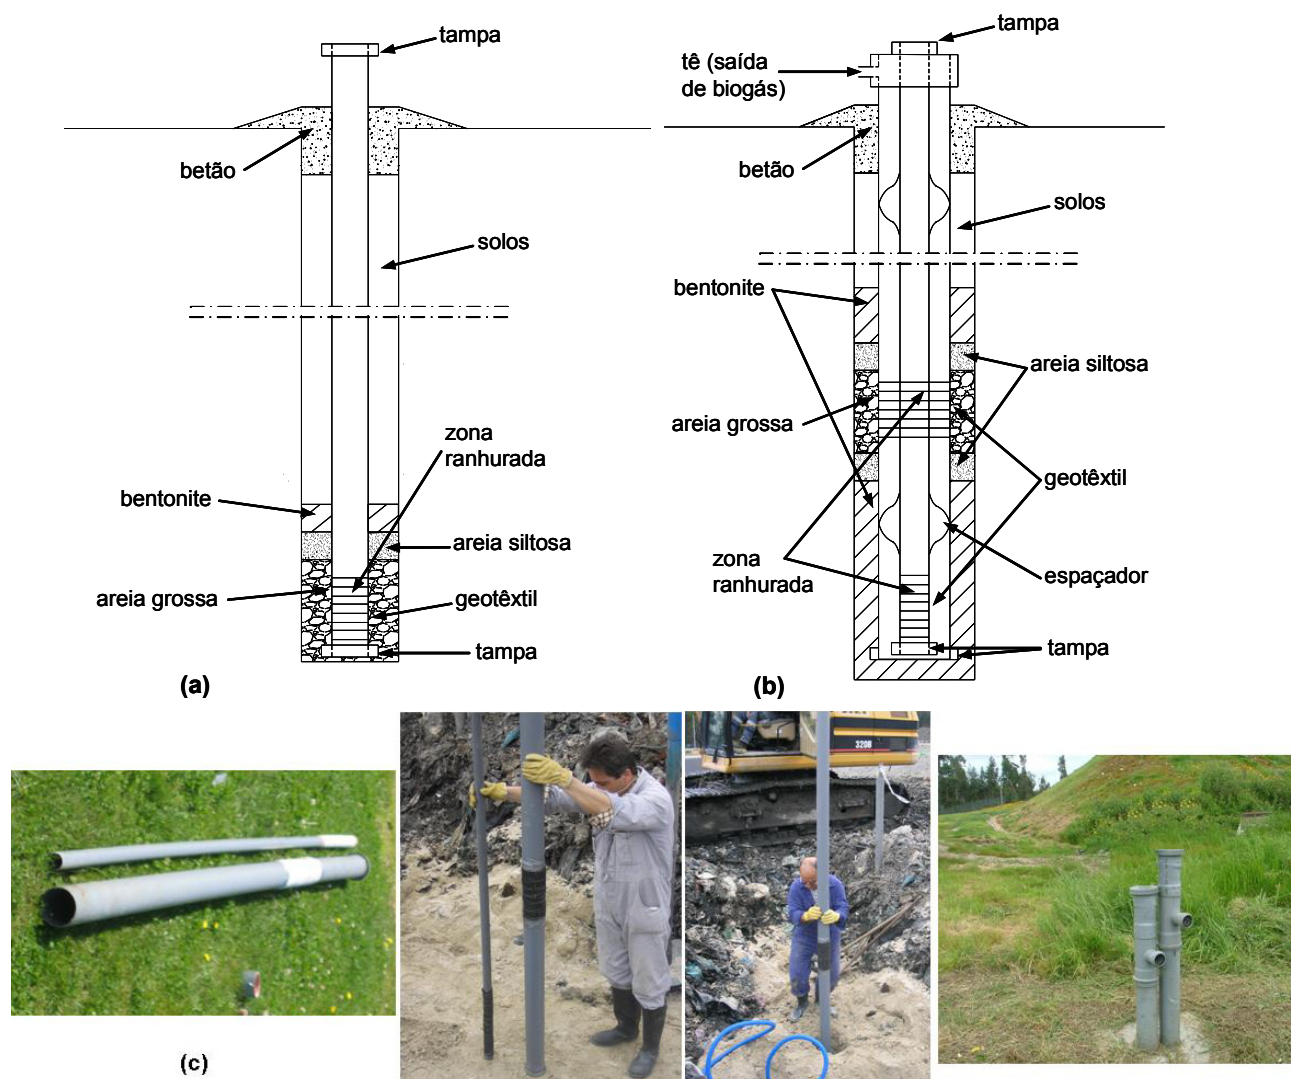 tampa
betão
solos
zona
ranhurada
bentonite
areia siltosa
areia grossa
geotêxtil
tampa
(a)
tampa
tê (saída
de biogás)
betão
solos
bentonite
areia siltosa
areia grossa
geotêxtil
zona
ranhurada
espaçador
tampa
(b)
320B
(c)